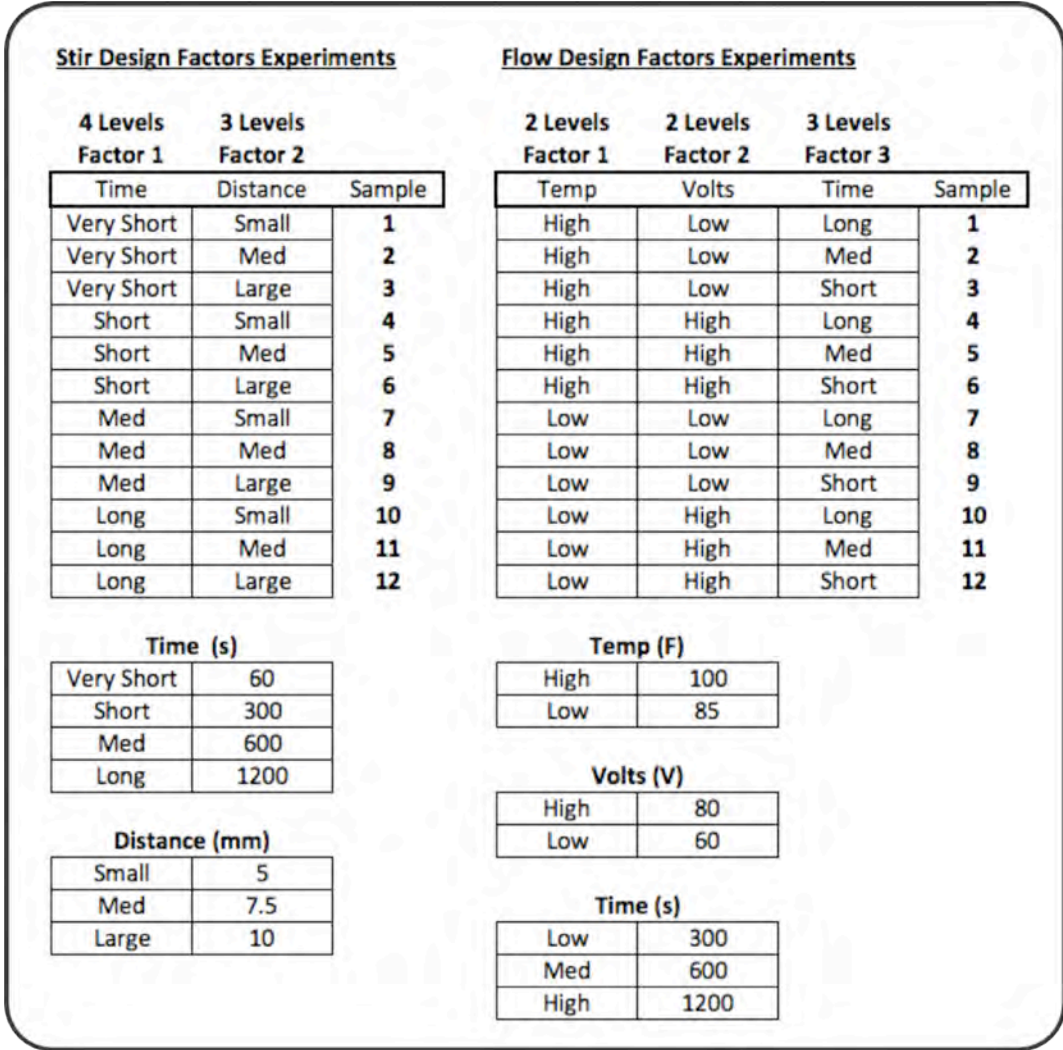 Stir Design Factors Experiments Flow Design Factors Experiments
4 Levels 3 Levels 2 Levels 2 Levels 3 Levels
Factor 1 Factor 2 Factor 1 Factor 2 Factor 3
Time Distance Sample Temp Volts Time Sample
Very Short Small 1 High Low Long 1
Very Short Med 2 High Low Med 2
Very Short Large 3 High Low Short 3
Short Small 4 High High Long 4
Short Med 5 High High Med 5
Short Large 6 High High Short 6
Med Small 7 Low Low Long 7
Med Med 8 Low Low Med 8
Med Large 9 Low Low Short 9
Long Small 10 Low High Long 10
Long Med 11 Low High Med 11
Long Large 12 Low High Short 12
Time (s) Temp (F)
Very Short 60 High 100
Short 300 Low 85
Med 600
Long 1200 Volts (V)
High 80
Distance (mm) Low 60
Small 5
Med 7.5 Time (s)
Large 10 Low 300
Med 600
High 1200